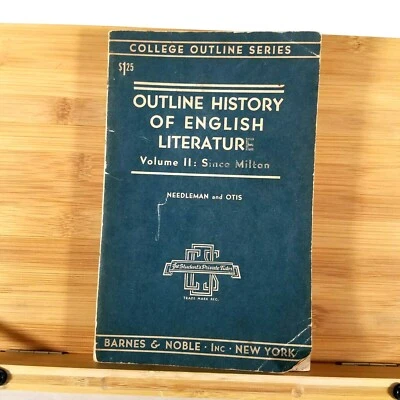 COLLEGE OUTLINE SERIES
$1.25
OUTLINE HISTORY
OF ENGLISH
LITERATURE
Volume II: Since Milton
NEEDLEMAN and OTIS
COS
The Student's Private Tutor
TRADE MARK REG.
BARNES & NOBLE · INC · NEW YORK